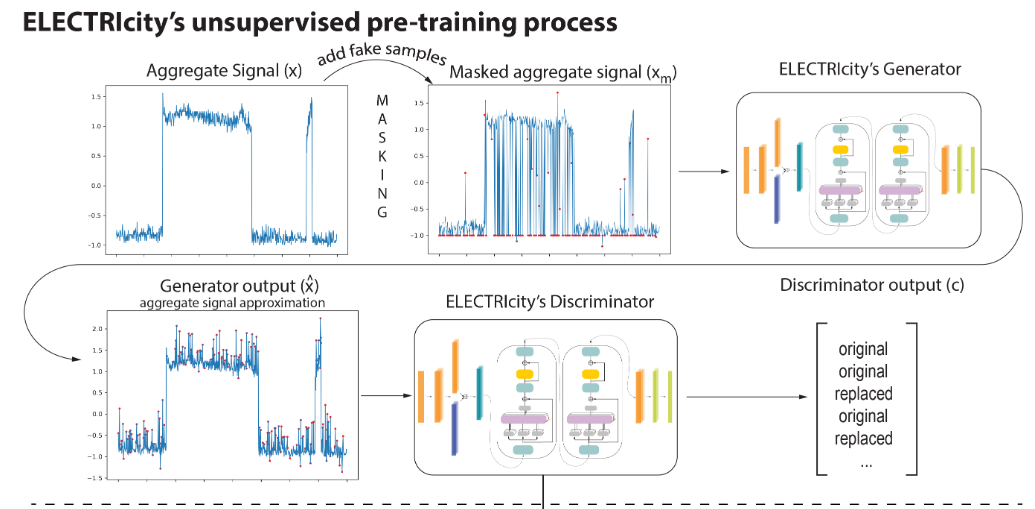 ELECTRIcity's unsupervised pre-training process
add fake samples
Aggregate Signal (x)
Masked aggregate signal (xm)
ELECTRIcity's Generator
MASKING
1.5
1.0
0.5
0.0
−0.5
−1.0
1.5
1.0
0.5
0.0
−0.5
−1.0
Generator output (x̂)
aggregate signal approximation
ELECTRIcity's Discriminator
Discriminator output (c)
2.0
1.5
1.0
0.5
0.0
−0.5
−1.0
−1.5
original
original
replaced
original
replaced
...